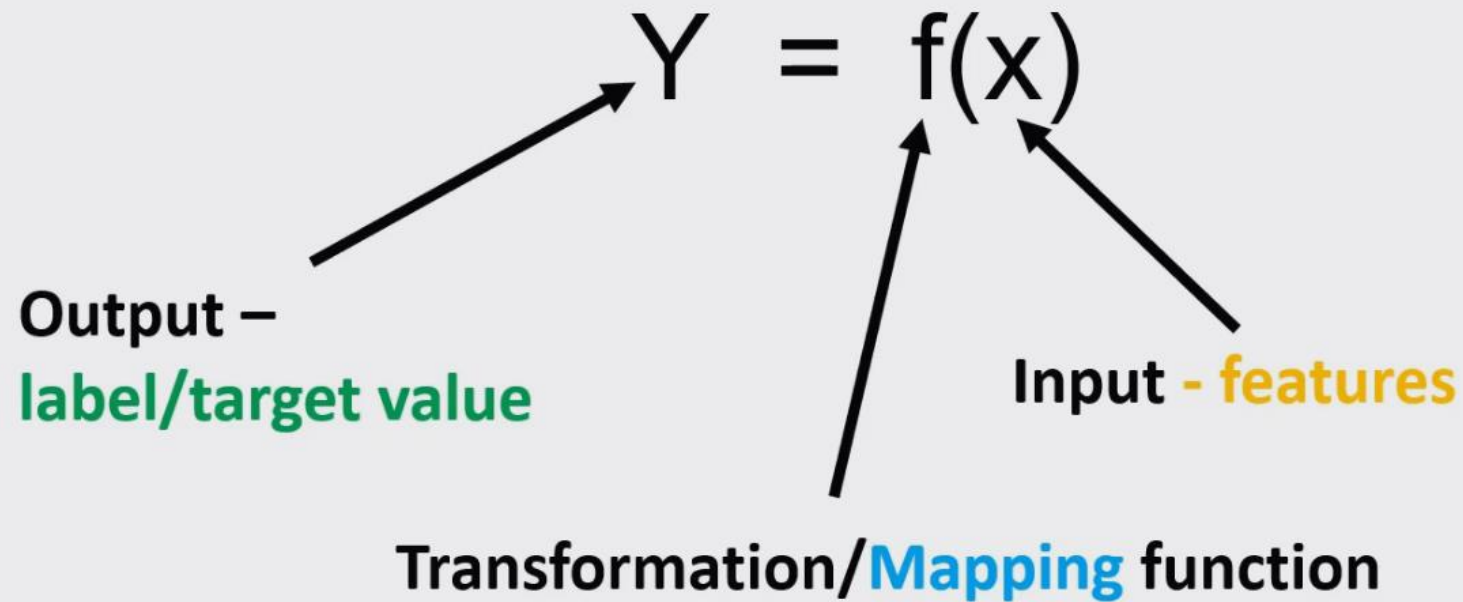 Y = f(x)
Output –
label/target value
Input - features
Transformation/Mapping function